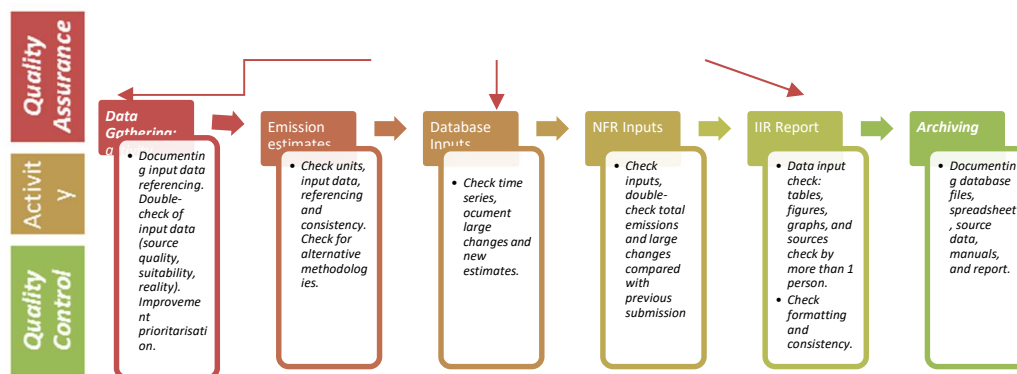 Quality
Assurance
Activit
y
Quality
Control
Data
Gathering:
Emission
estimates
Database
Inputs
NFR Inputs
IIR Report
Archiving
• Documentin
g input data
referencing.
Double-
check of
input data
(source
quality,
suitability,
reality).
Improveme
nt
prioritarisati
on.
• Check units,
input data,
referencing
and
consistency.
Check for
alternative
methodolog
ies.
• Check time
series,
ocument
large
changes and
new
estimates.
• Check
inputs,
double-
check total
emissions
and large
changes
compared
with
previous
submission
• Data input
check:
tables,
figures,
graphs, and
sources
check by
more than 1
person.
• Check
formatting
and
consistency.
• Documentin
g database
files,
spreadsheet
, source
data,
manuals,
and report.